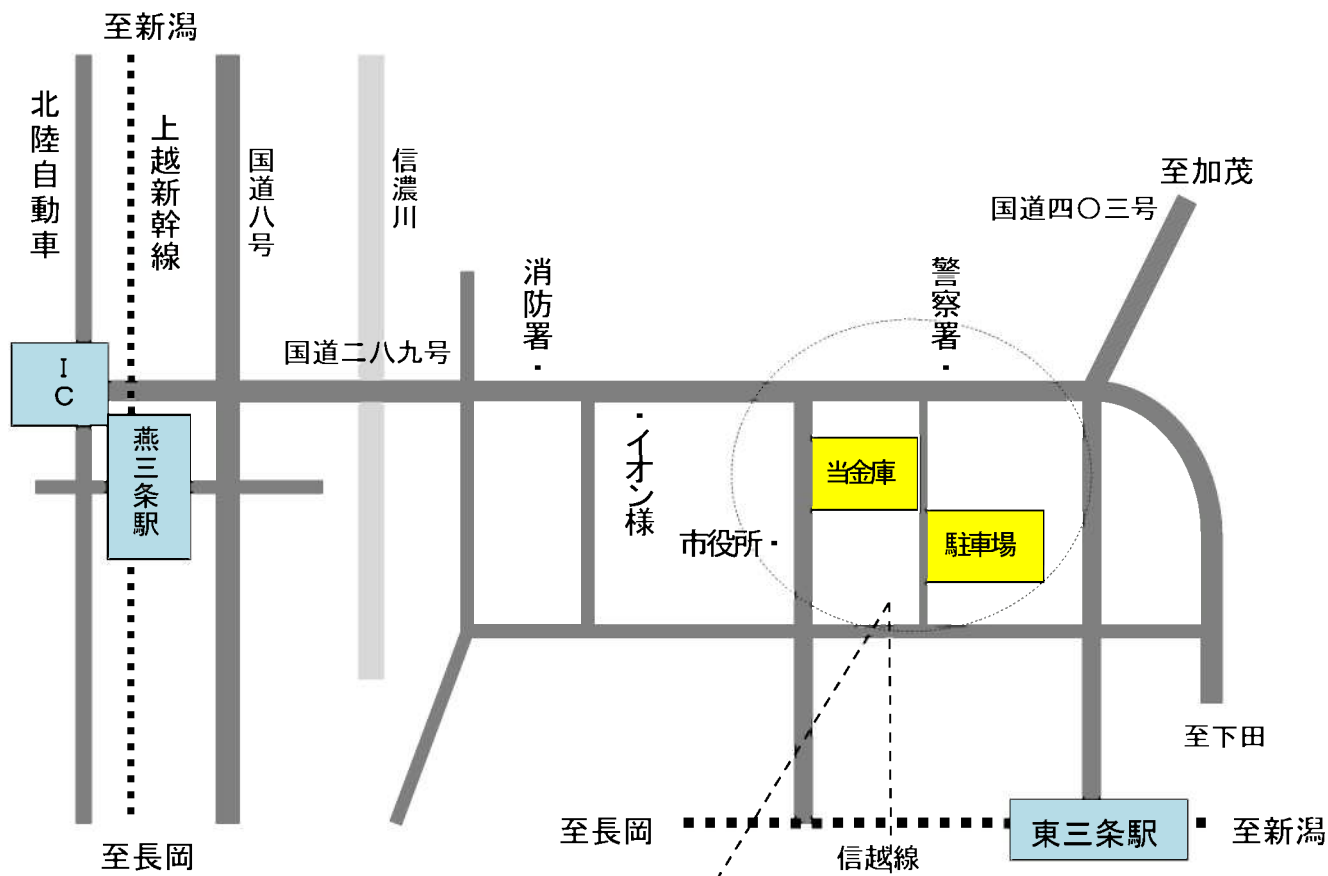 至新潟
北陸自動車
上越新幹線
国道八号
信濃川
至加茂
国道四〇三号
消防署
警察署
国道二八九号
IC
燕三条駅
イオン様
当金庫
市役所
駐車場
至下田
至長岡
東三条駅
至新潟
信越線
至長岡